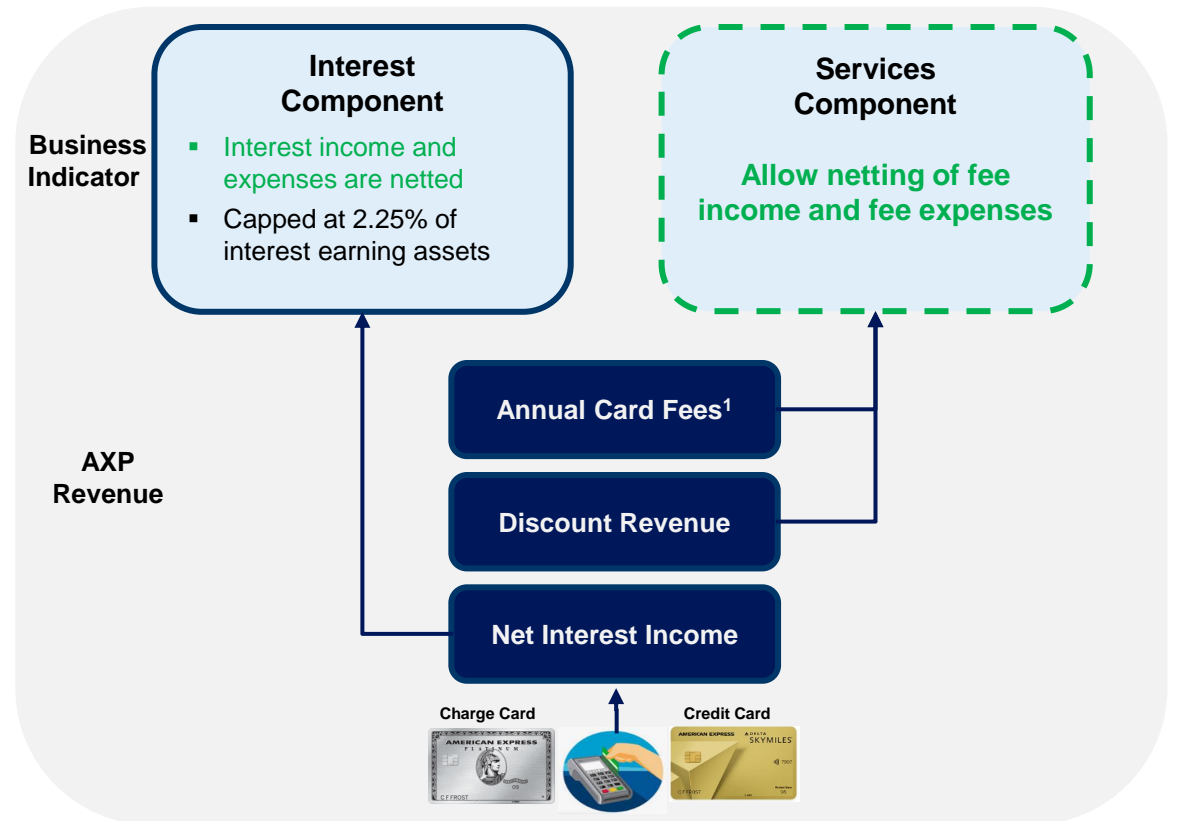 Interest
Component
▪ Interest income and
expenses are netted
▪ Capped at 2.25% of
interest earning assets
Services
Component
Allow netting of fee
income and fee expenses
Business
Indicator
Annual Card Fees¹
AXP
Revenue
Discount Revenue
Net Interest Income
Charge Card
Credit Card
AMERICAN EXPRESS
PLATINUM
C F FROST
AMERICAN EXPRESS
DELTA
SKYMILES
7997
C F FROST